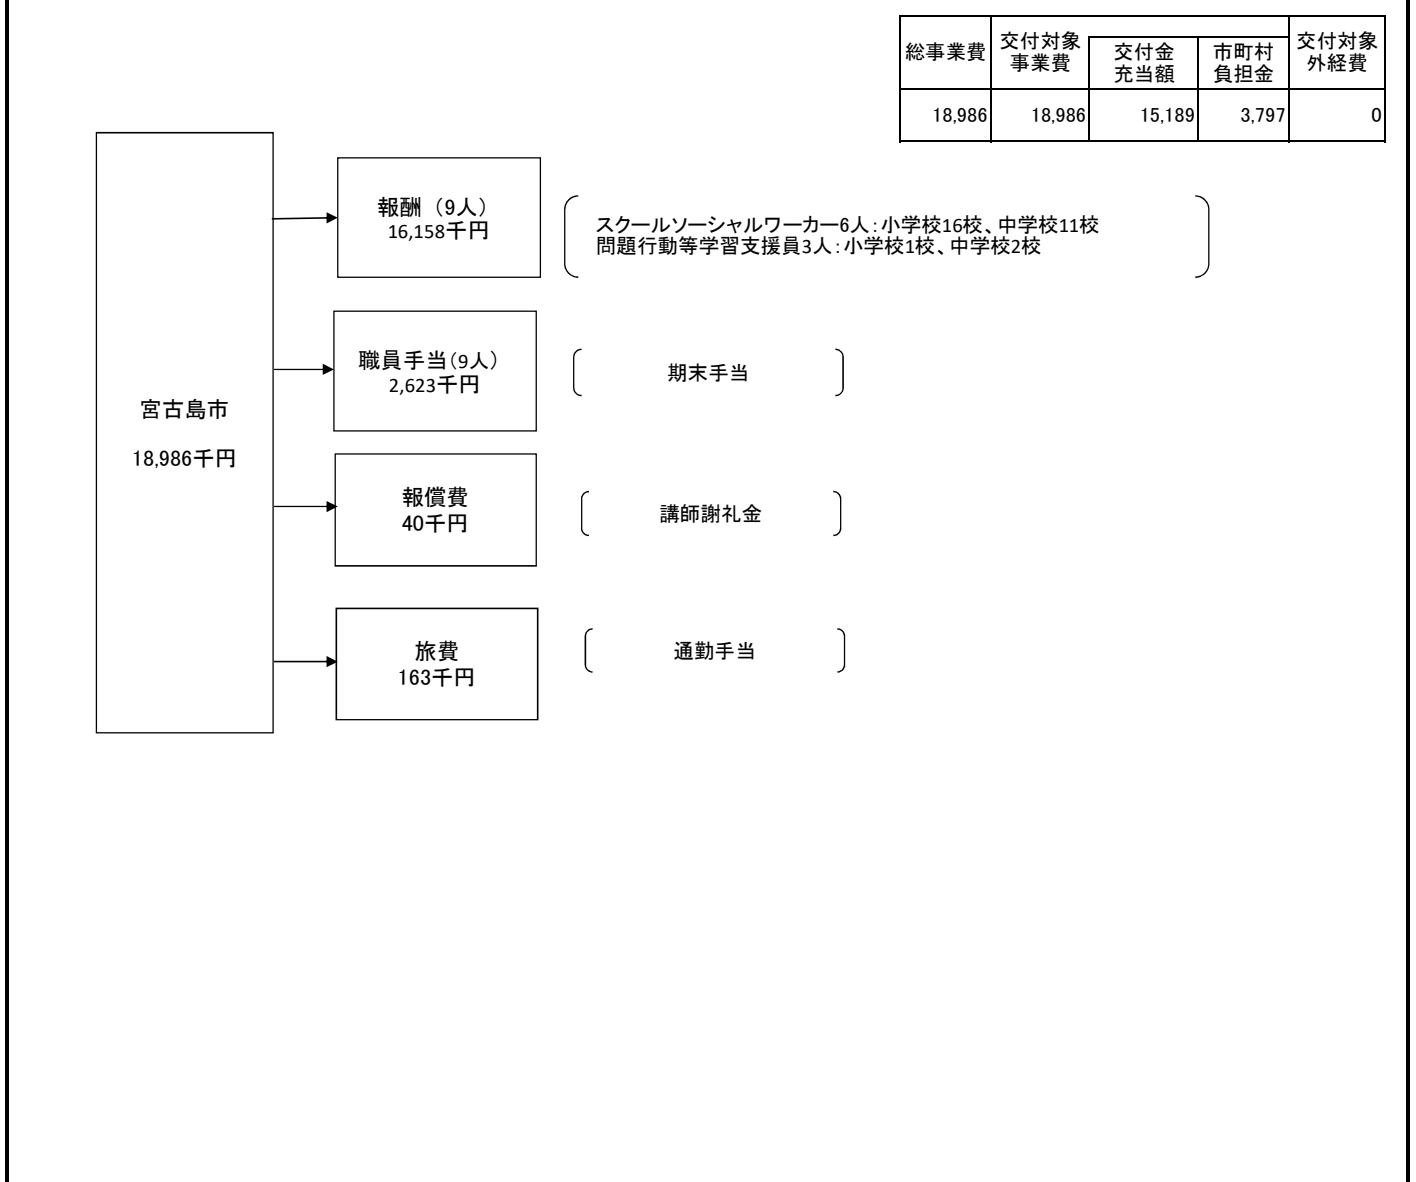 総事業費
交付対象
事業費
交付金
充当額
市町村
負担金
交付対象
外経費
18,986
18,986
15,189
3,797
0
宮古島市
18,986千円
報酬（9人）
16,158千円
スクールソーシャルワーカー6人：小学校16校、中学校11校
問題行動等学習支援員3人：小学校1校、中学校2校
職員手当（9人）
2,623千円
期末手当
報償費
40千円
講師謝礼金
旅費
163千円
通勤手当